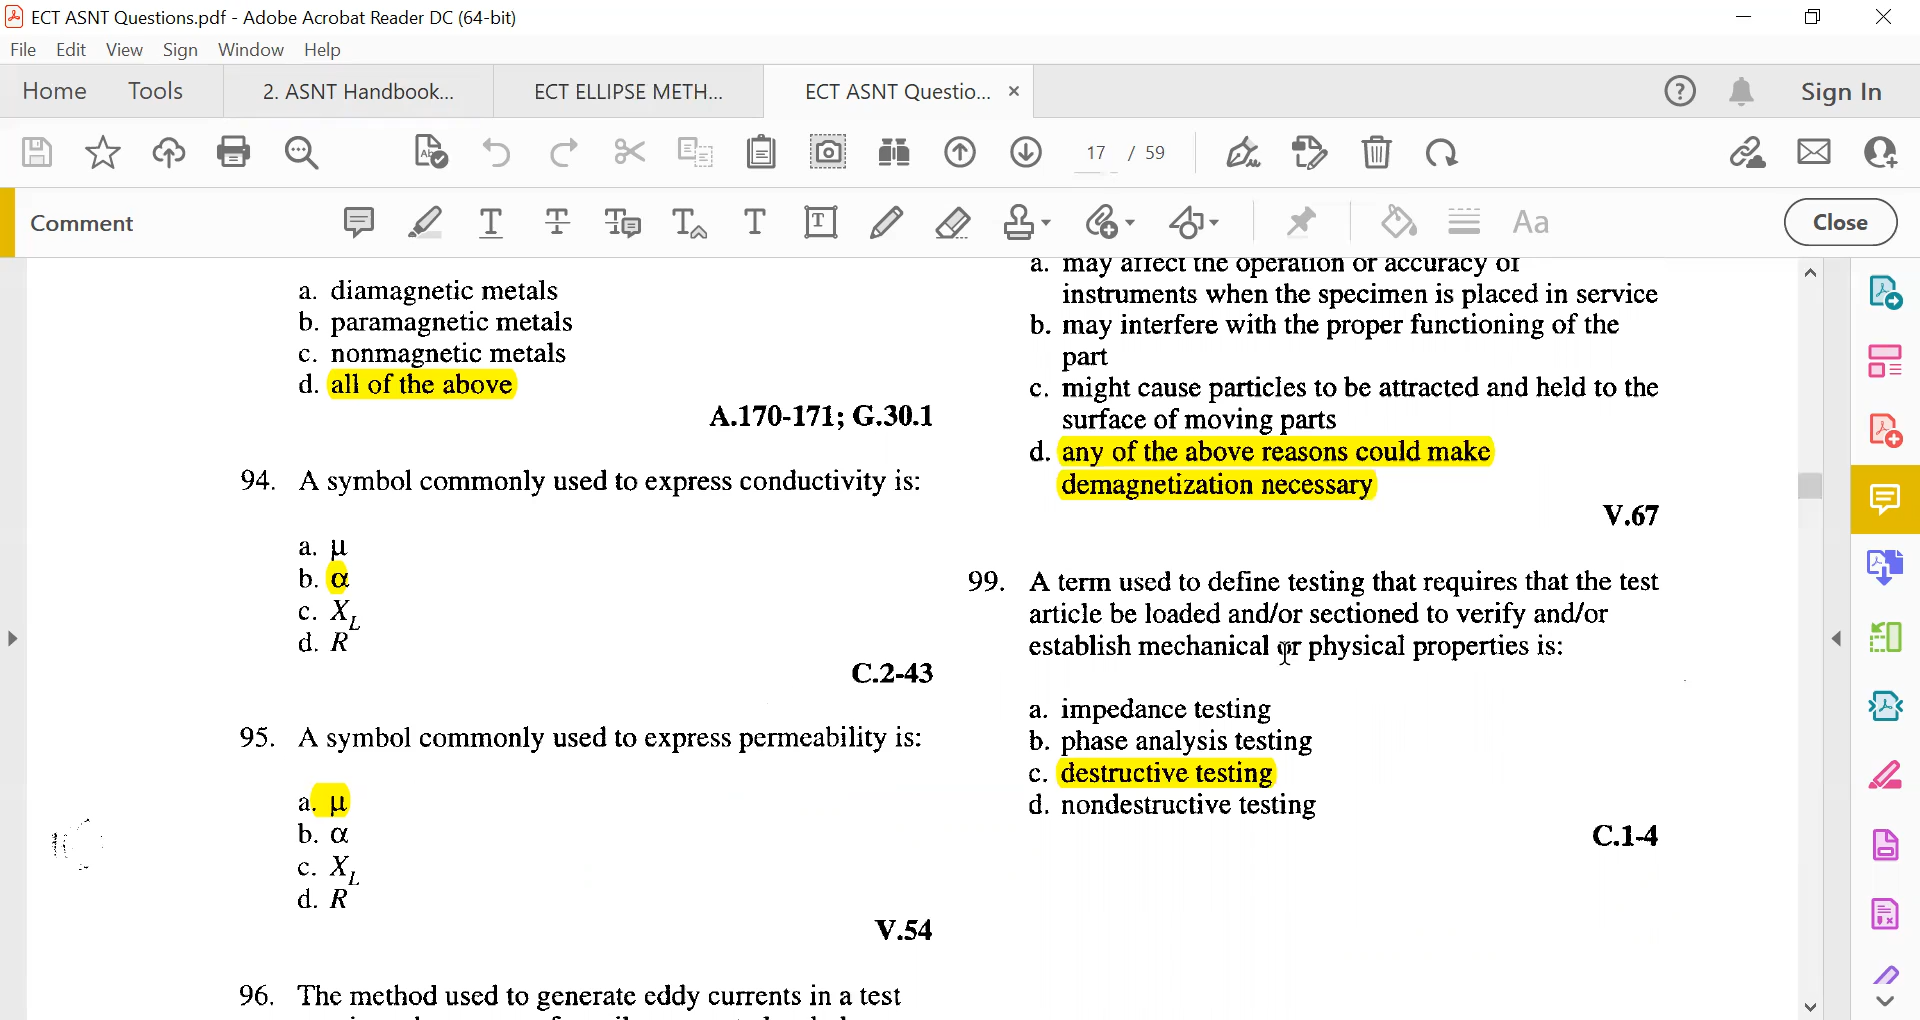 ECT ASNT Questions.pdf - Adobe Acrobat Reader DC (64-bit)
File Edit View Sign Window Help
Home Tools 2. ASNT Handbook... ECT ELLIPSE METH... ECT ASNT Questio... × Sign In
17 / 59
Comment Close
a. diamagnetic metals
b. paramagnetic metals
c. nonmagnetic metals
d. all of the above
A.170-171; G.30.1
94. A symbol commonly used to express conductivity is:
a. μ
b. α
c. X_L
d. R
C.2-43
95. A symbol commonly used to express permeability is:
a. μ
b. α
c. X_L
d. R
V.54
96. The method used to generate eddy currents in a test
a. may affect the operation or accuracy of
instruments when the specimen is placed in service
b. may interfere with the proper functioning of the
part
c. might cause particles to be attracted and held to the
surface of moving parts
d. any of the above reasons could make
demagnetization necessary
V.67
99. A term used to define testing that requires that the test
article be loaded and/or sectioned to verify and/or
establish mechanical or physical properties is:
a. impedance testing
b. phase analysis testing
c. destructive testing
d. nondestructive testing
C.1-4